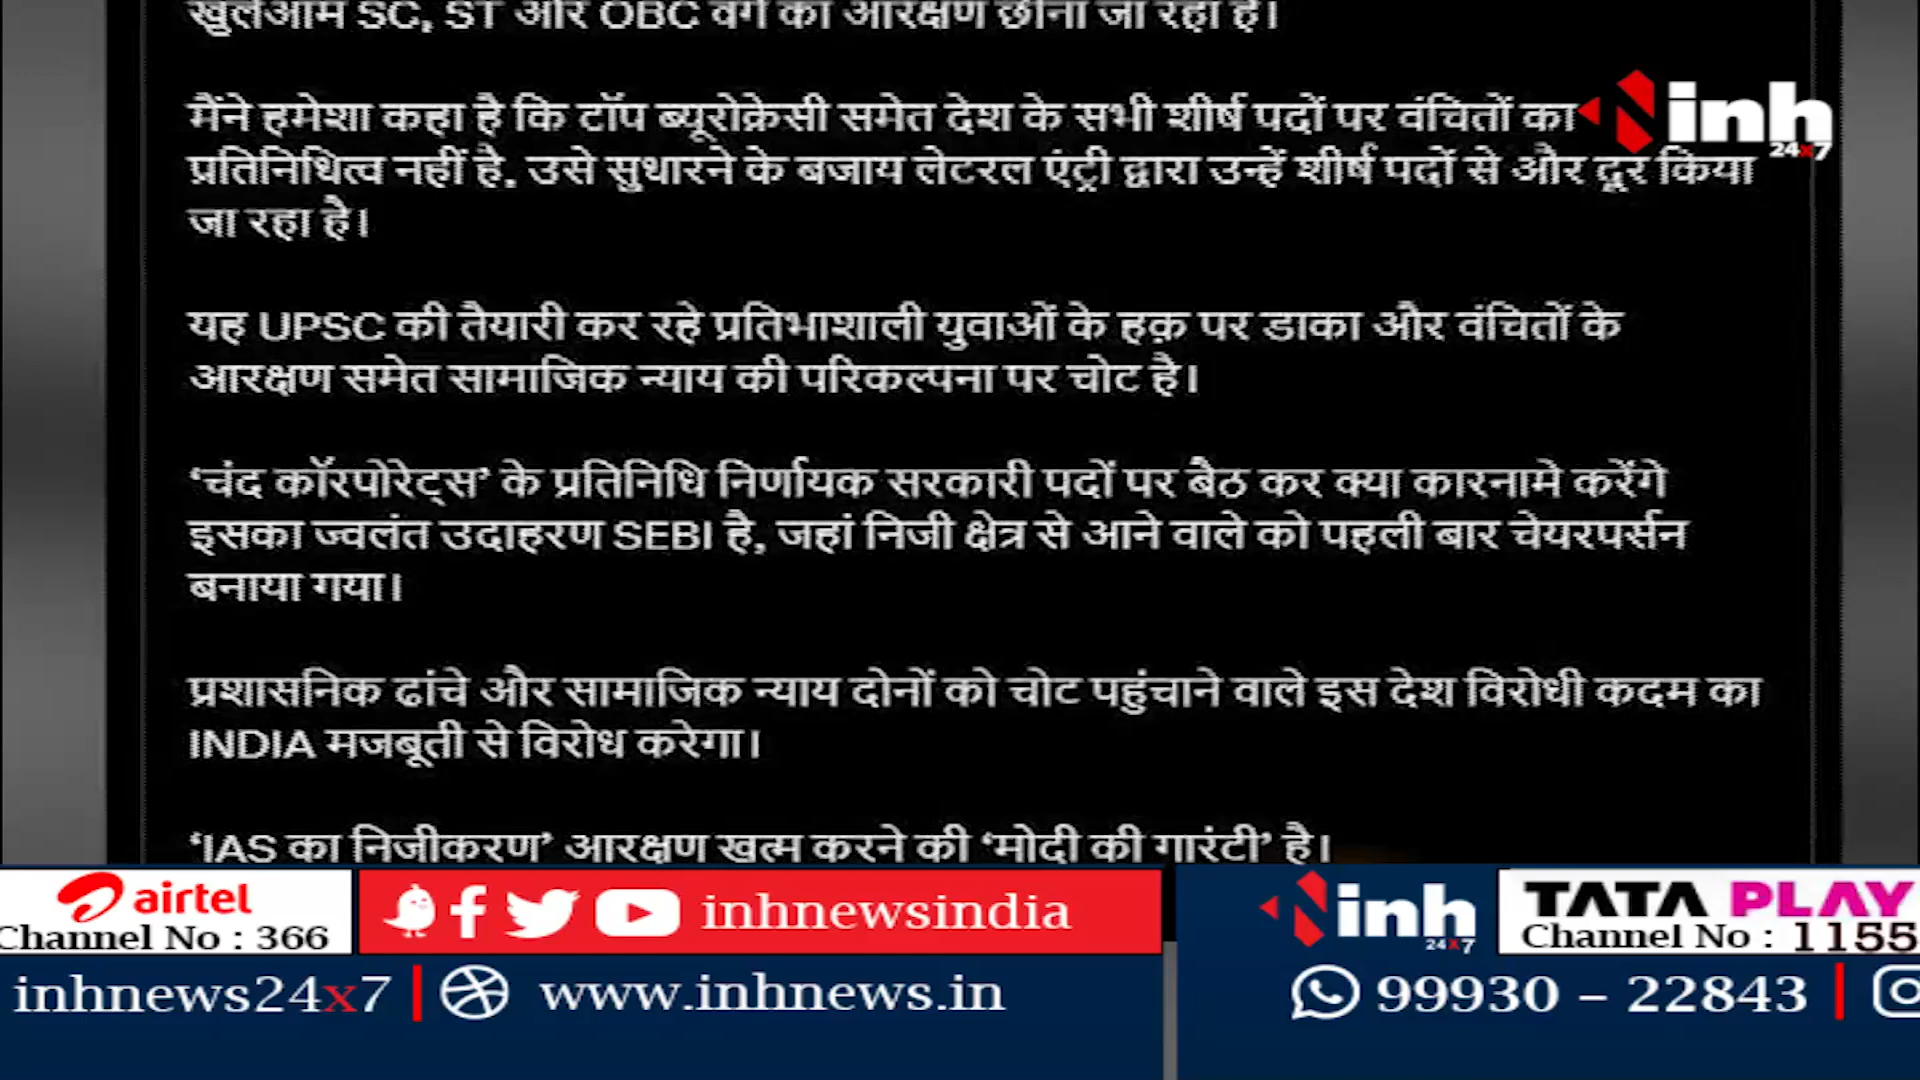 खुलेआम SC, ST और OBC वर्ग का आरक्षण छीना जा रहा है।
मैंने हमेशा कहा है कि टॉप ब्यूरोक्रेसी समेत देश के सभी शीर्ष पदों पर वंचितों का
प्रतिनिधित्व नहीं है, उसे सुधारने के बजाय लेटरल एंट्री द्वारा उन्हें शीर्ष पदों से और दूर किया
जा रहा है।
यह UPSC की तैयारी कर रहे प्रतिभाशाली युवाओं के हक़ पर डाका और वंचितों के
आरक्षण समेत सामाजिक न्याय की परिकल्पना पर चोट है।
‘चंद कॉरपोरेट्स’ के प्रतिनिधि निर्णायक सरकारी पदों पर बैठ कर क्या कारनामे करेंगे
इसका ज्वलंत उदाहरण SEBI है, जहां निजी क्षेत्र से आने वाले को पहली बार चेयरपर्सन
बनाया गया।
प्रशासनिक ढांचे और सामाजिक न्याय दोनों को चोट पहुंचाने वाले इस देश विरोधी कदम का
INDIA मजबूती से विरोध करेगा।
‘IAS का निजीकरण’ आरक्षण खत्म करने की ‘मोदी की गारंटी’ है।
inh
24x7
airtel
Channel No : 366
inhnewsindia
inh
24x7
TATA PLAY
Channel No : 1155
inhnews24x7
www.inhnews.in
99930 – 22843